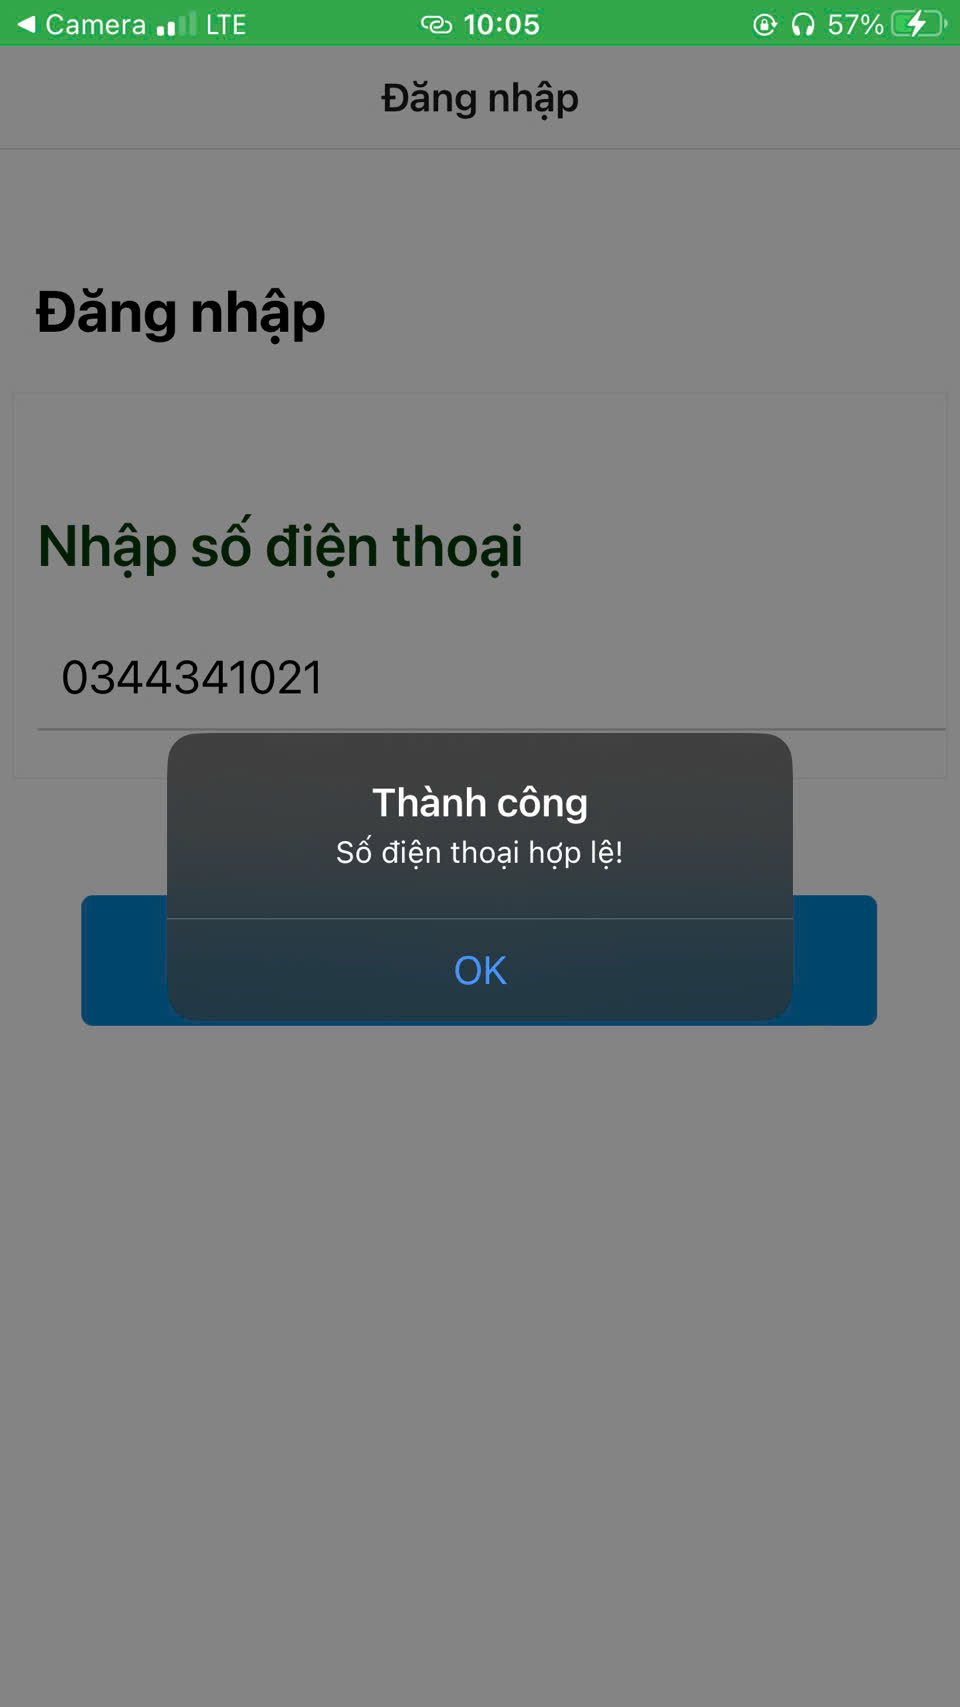 Camera LTE 10:05 57%
Đăng nhập
Đăng nhập
Nhập số điện thoại
0344341021
Thành công
Số điện thoại hợp lệ!
OK